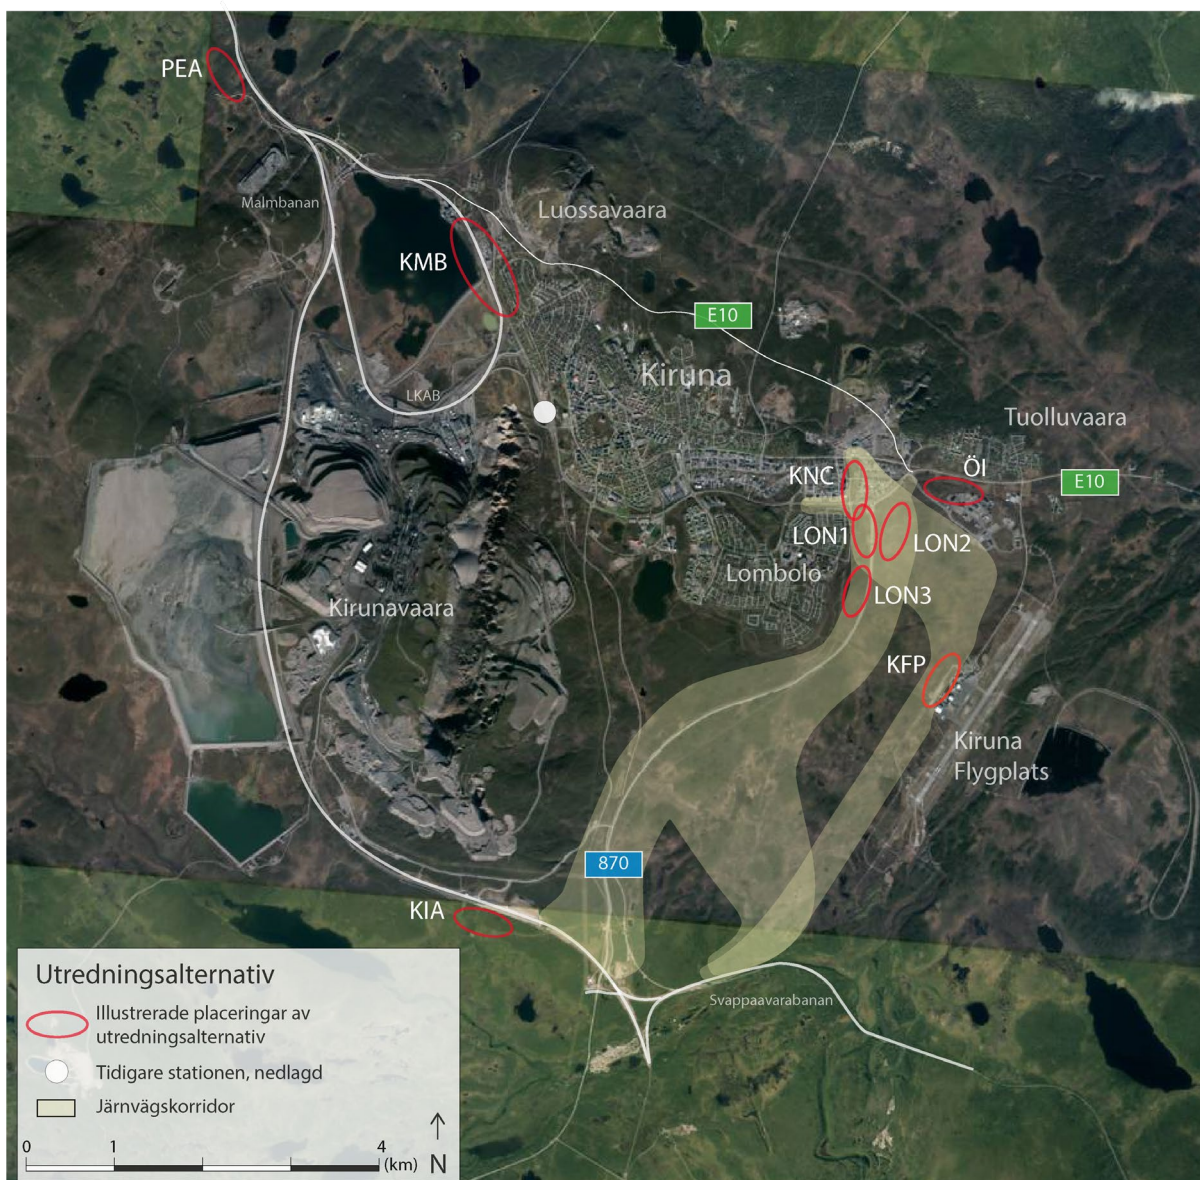 PEA
Malmbanan
Luossavaara
KMB
E10
Kiruna
LKAB
Tuolluvaara
KNC
ÖI
E10
LON1
LON2
Lombolo
LON3
Kirunavaara
KFP
Kiruna
Flygplats
870
KIA
Svappaavarabanan
Utredningsalternativ
Illustrerade placeringar av
utredningsalternativ
Tidigare stationen, nedlagd
Järnvägskorridor
0 1 4
(km) N